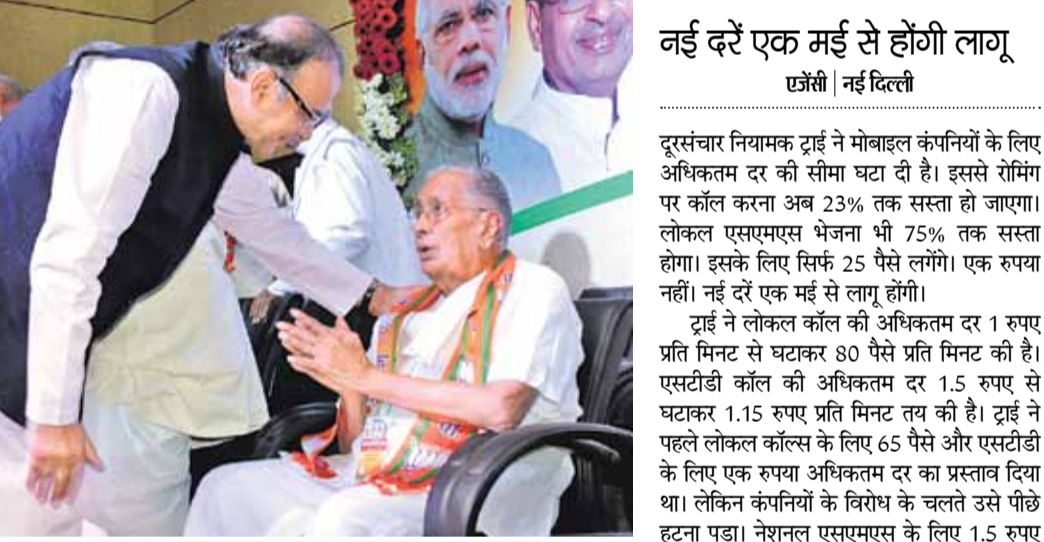 नई दरें एक मई से होंगी लागू
एजेंसी | नई दिल्ली
दूरसंचार नियामक ट्राई ने मोबाइल कंपनियों के लिए
अधिकतम दर की सीमा घटा दी है। इससे रोमिंग
पर कॉल करना अब 23% तक सस्ता हो जाएगा।
लोकल एसएमएस भेजना भी 75% तक सस्ता
होगा। इसके लिए सिर्फ 25 पैसे लगेंगे। एक रुपया
नहीं। नई दरें एक मई से लागू होंगी।
ट्राई ने लोकल कॉल की अधिकतम दर 1 रुपए
प्रति मिनट से घटाकर 80 पैसे प्रति मिनट की है।
एसटीडी कॉल की अधिकतम दर 1.5 रुपए से
घटाकर 1.15 रुपए प्रति मिनट तय की है। ट्राई ने
पहले लोकल कॉल्स के लिए 65 पैसे और एसटीडी
के लिए एक रुपया अधिकतम दर का प्रस्ताव दिया
था। लेकिन कंपनियों के विरोध के चलते उसे पीछे
हटना पड़ा। नेशनल एसएमएस के लिए 1.5 रुपए